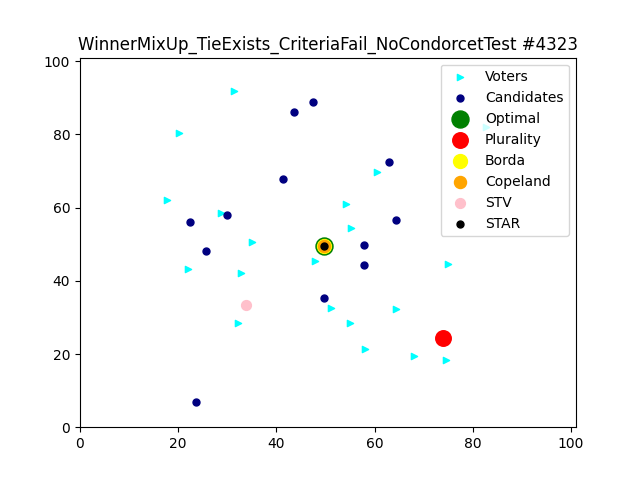 WinnerMixUp_TieExists_CriteriaFail_NoCondorcetTest #4323
100
80
60
40
20
0
0 20 40 60 80 100
Voters
Candidates
Optimal
Plurality
Borda
Copeland
STV
STAR